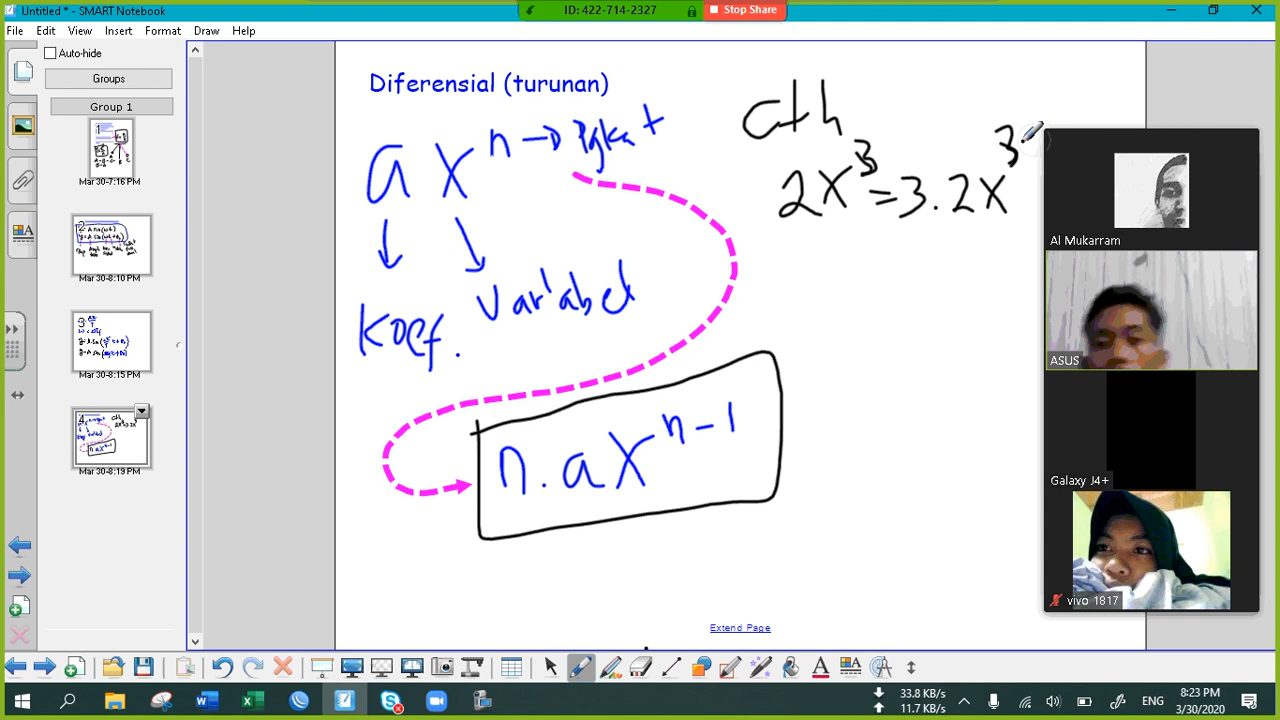 Untitled * - SMART Notebook
ID: 422-714-2327
Stop Share
File Edit View Insert Format Draw Help
Auto-hide
Groups
Group 1
Mar 30-7:16 PM
Mar 30-8:10 PM
Mar 30-8:15 PM
Mar 30-8:19 PM
Diferensial (turunan)
a x^n → Pgkat
Koef. Variabel
n . a x^n-1
Cth
2x^3 = 3 . 2x^3
Al Mukarram
ASUS
Galaxy J4+
vivo 1817
Extend Page
33.8 KB/s
11.7 KB/s
ENG
8:23 PM
3/30/2020